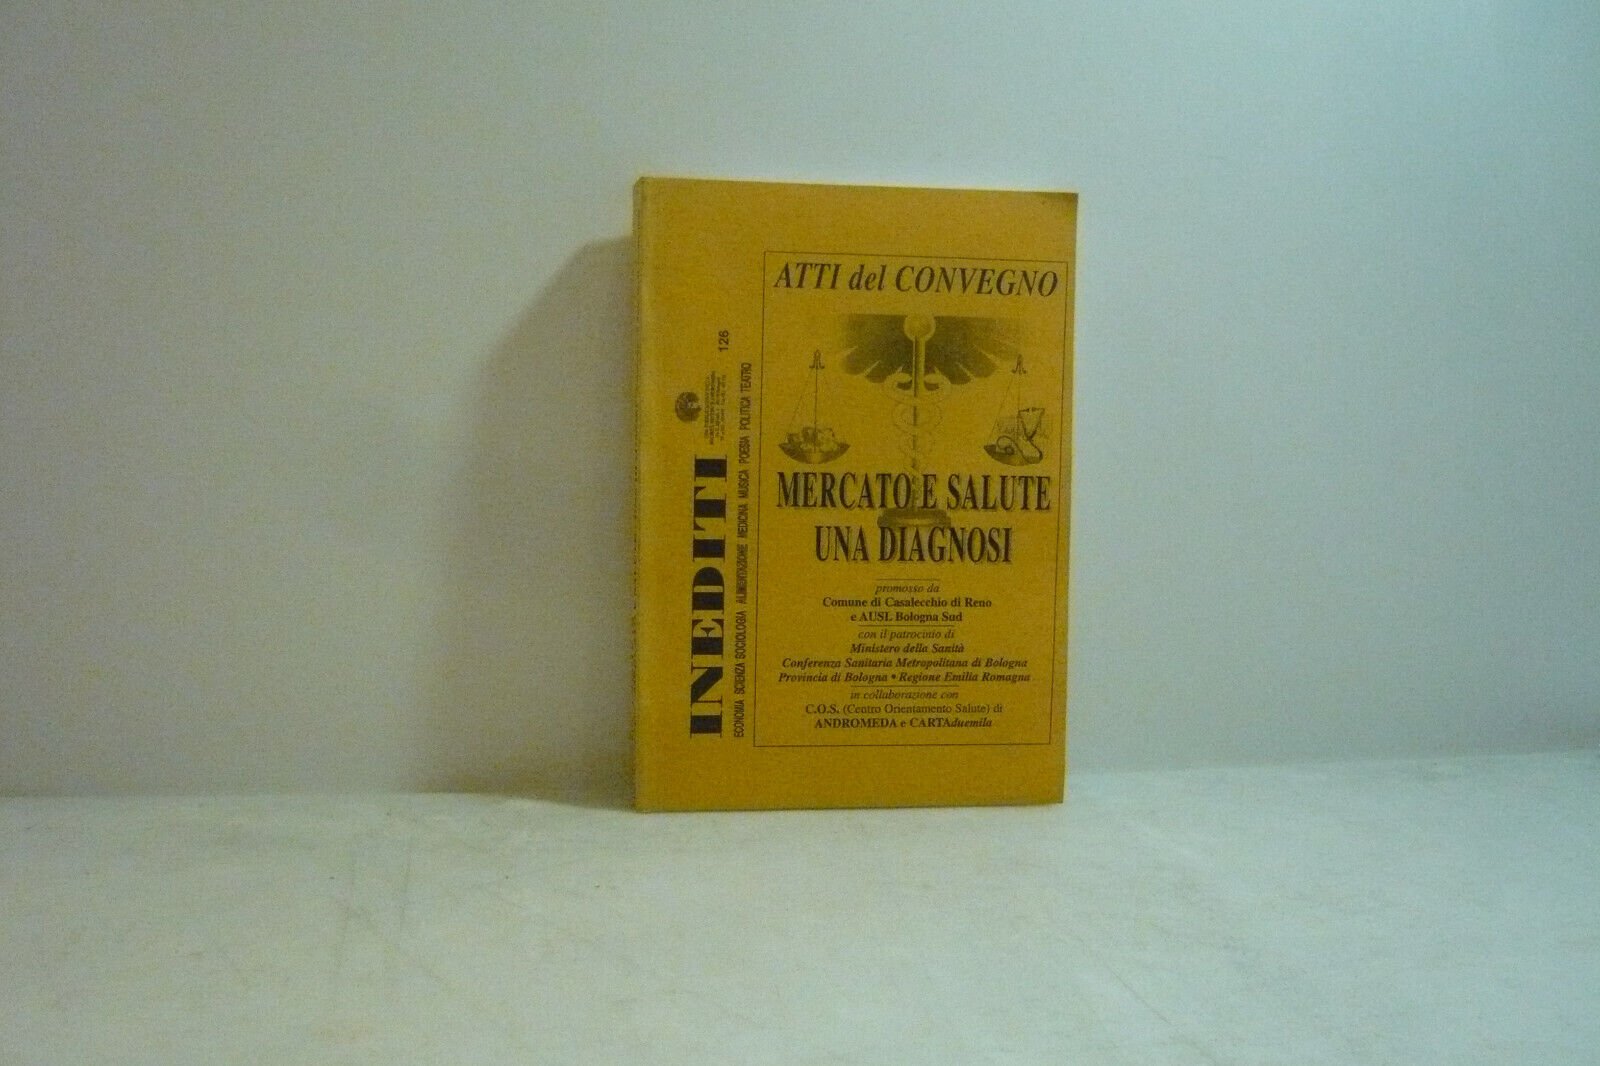 INEDITI
126
ECONOMIA SCIENZA SOCIOLOGIA ALIMENTAZIONE MEDICINA MUSICA POESIA POLITICA TEATRO
ATTI del CONVEGNO
MERCATO E SALUTE
UNA DIAGNOSI
promosso da
Comune di Casalecchio di Reno
e AUSL Bologna Sud
con il patrocinio di
Ministero della Sanità
Conferenza Sanitaria Metropolitana di Bologna
Provincia di Bologna • Regione Emilia Romagna
in collaborazione con
C.O.S. (Centro Orientamento Salute) di
ANDROMEDA e CARTAduemila